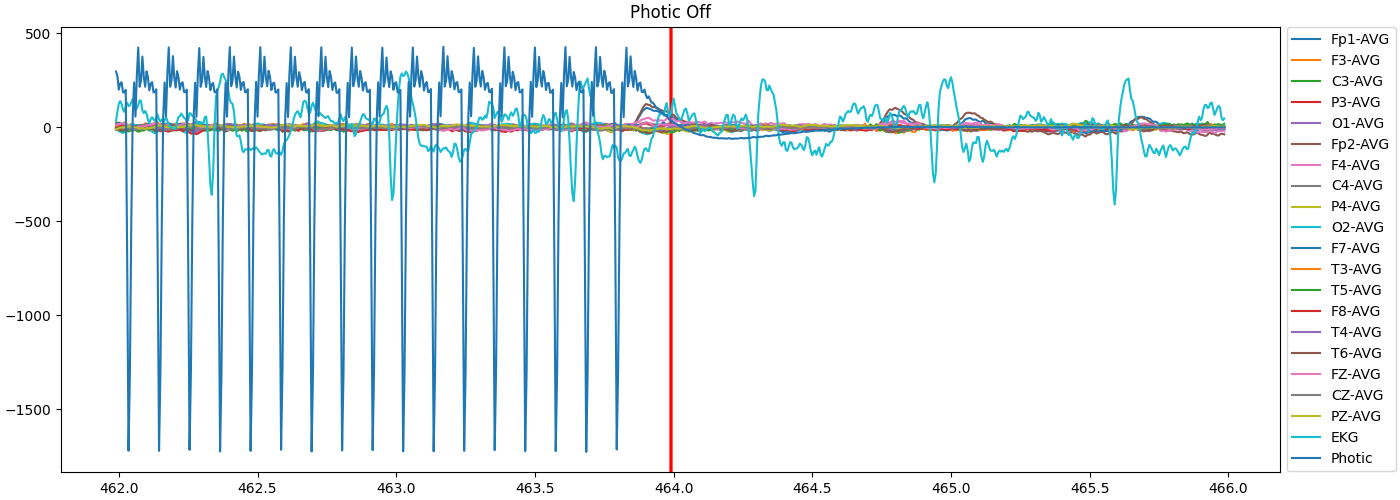 Photic Off
500
0
−500
−1000
−1500
462.0 462.5 463.0 463.5 464.0 464.5 465.0 465.5 466.0
Fp1-AVG
F3-AVG
C3-AVG
P3-AVG
O1-AVG
Fp2-AVG
F4-AVG
C4-AVG
P4-AVG
O2-AVG
F7-AVG
T3-AVG
T5-AVG
F8-AVG
T4-AVG
T6-AVG
FZ-AVG
CZ-AVG
PZ-AVG
EKG
Photic